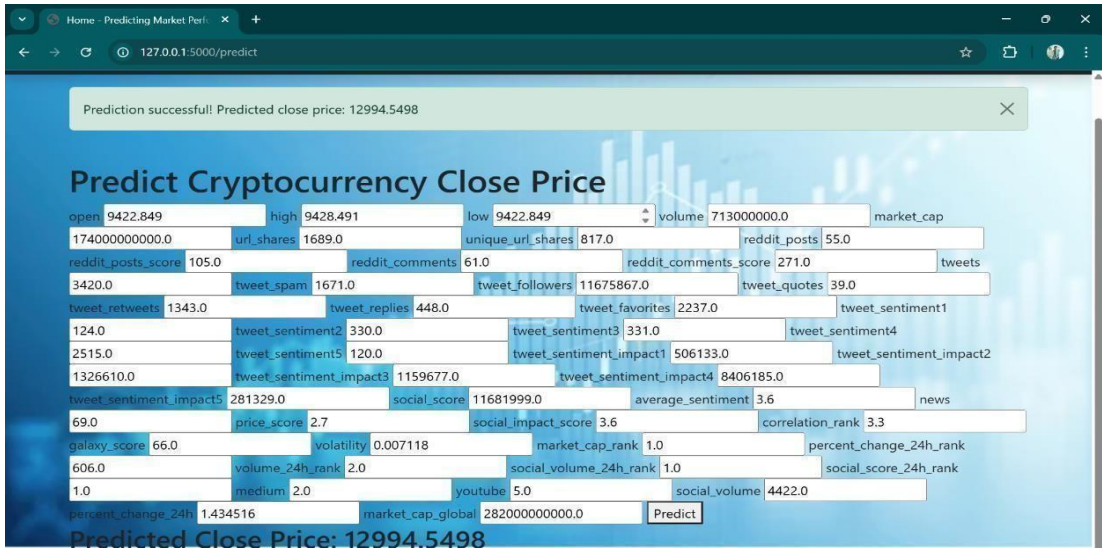 Home - Predicting Market Perfo
127.0.0.1:5000/predict
Prediction successful! Predicted close price: 12994.5498
Predict Cryptocurrency Close Price
open 9422.849 high 9428.491 low 9422.849 volume 713000000.0 market_cap
174000000000.0 url_shares 1689.0 unique_url_shares 817.0 reddit_posts 55.0
reddit_posts_score 105.0 reddit_comments 61.0 reddit_comments_score 271.0 tweets
3420.0 tweet_spam 1671.0 tweet_followers 11675867.0 tweet_quotes 39.0
tweet_retweets 1343.0 tweet_replies 448.0 tweet_favorites 2237.0 tweet_sentiment1
124.0 tweet_sentiment2 330.0 tweet_sentiment3 331.0 tweet_sentiment4
2515.0 tweet_sentiment5 120.0 tweet_sentiment_impact1 506133.0 tweet_sentiment_impact2
1326610.0 tweet_sentiment_impact3 1159677.0 tweet_sentiment_impact4 8406185.0
tweet_sentiment_impact5 281329.0 social_score 11681999.0 average_sentiment 3.6 news
69.0 price_score 2.7 social_impact_score 3.6 correlation_rank 3.3
galaxy_score 66.0 volatility 0.007118 market_cap_rank 1.0 percent_change_24h_rank
606.0 volume_24h_rank 2.0 social_volume_24h_rank 1.0 social_score_24h_rank
1.0 medium 2.0 youtube 5.0 social_volume 4422.0
percent_change_24h 1.434516 market_cap_global 282000000000.0 Predict
Predicted Close Price: 12994.5498